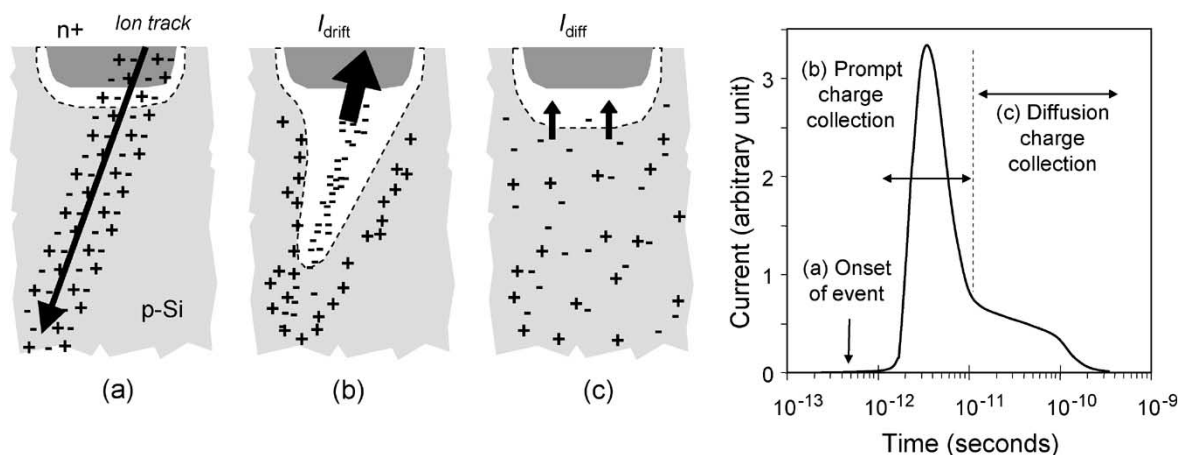 n+
Ion track
p-Si
(a)
I_drift
(b)
I_diff
(c)
(b) Prompt
charge
collection
(c) Diffusion
charge
collection
(a) Onset
of event
Current (arbitrary unit)
3
2
1
0
10^-13
10^-12
10^-11
10^-10
10^-9
Time (seconds)